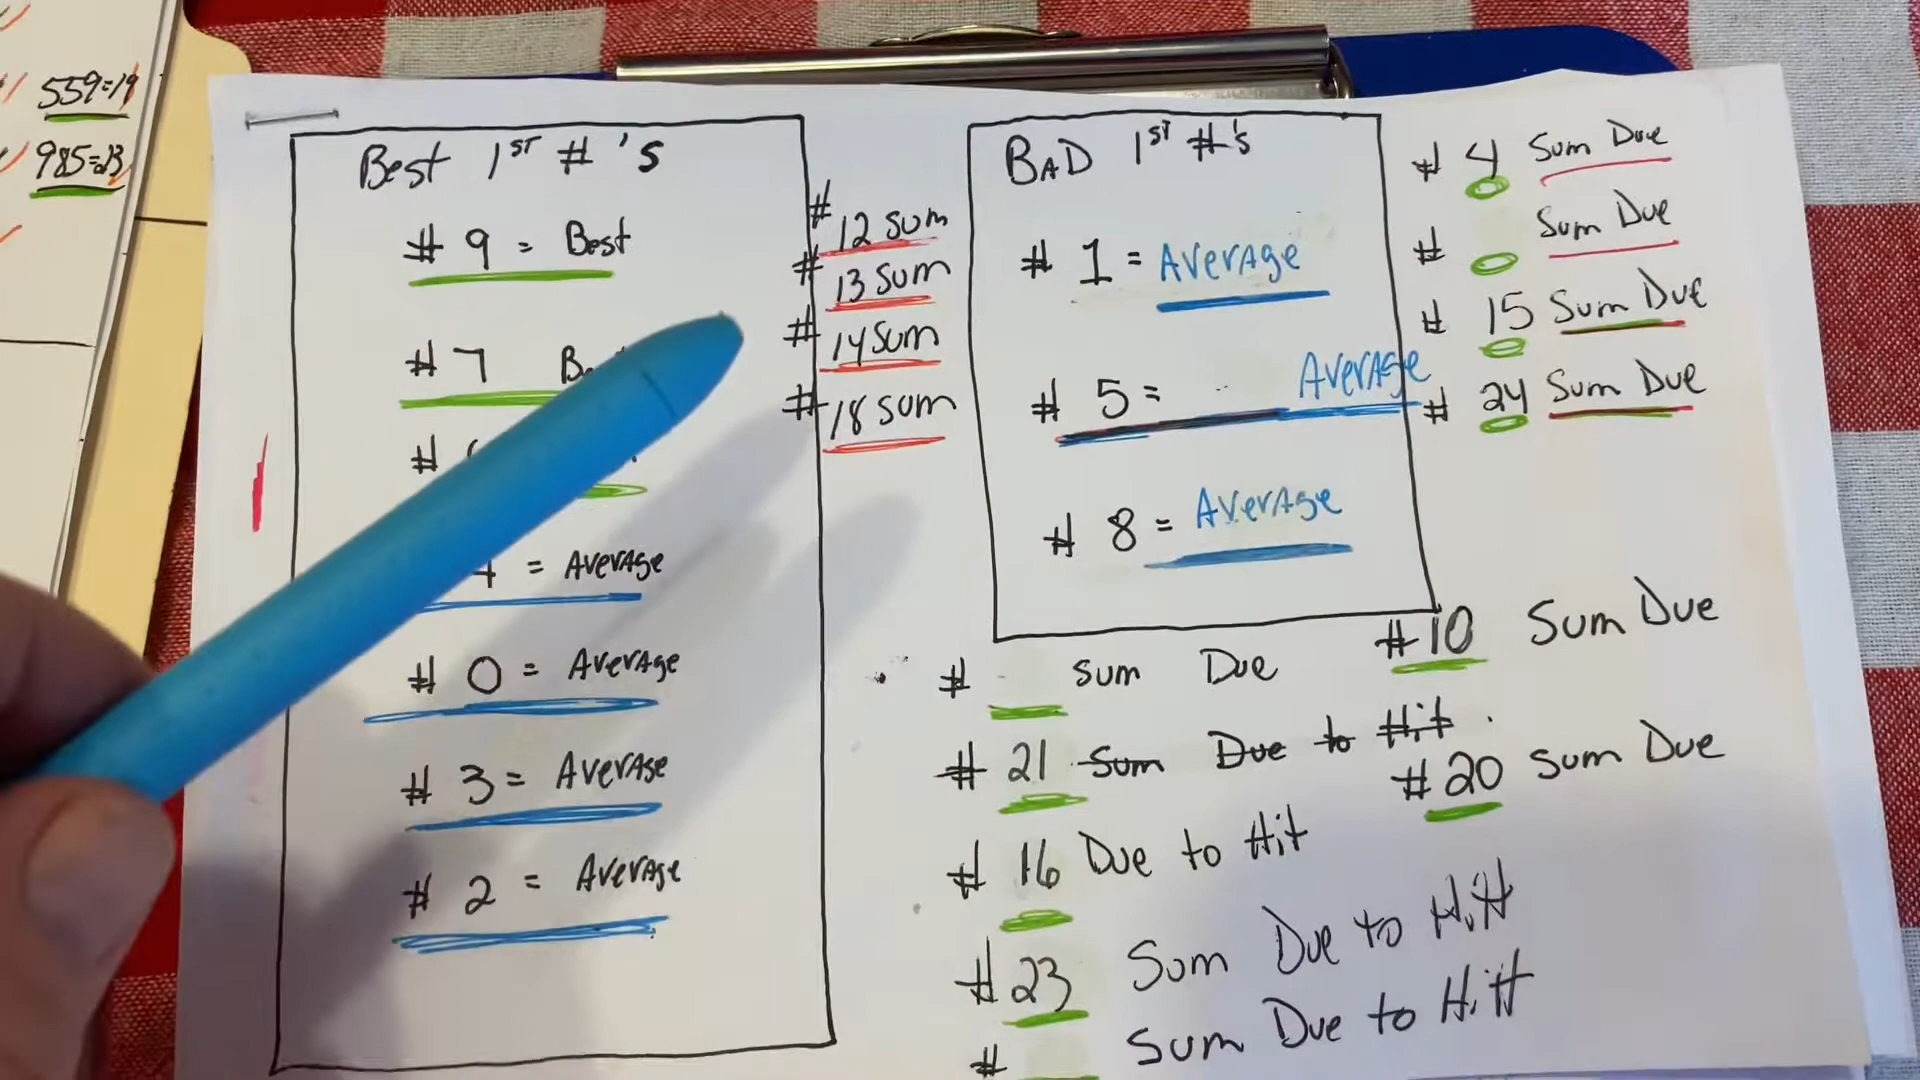 559=19
985=23
Best 1ST #'s
# 9 = Best
# 7
#
= Average
# 0 = Average
# 3 = Average
# 2 = Average
# 12 sum
# 13 sum
# 14 sum
# 18 sum
BAD 1ST #'s
# 1 = Average
# 5 = Average
# 8 = Average
# 4 Sum Due
# Sum Due
# 15 Sum Due
# 24 Sum Due
# 10 Sum Due
# 20 Sum Due
# sum Due
# 21 Sum Due to Hit
# 16 Due to Hit
# 23 Sum Due to Hit
# Sum Due to Hit